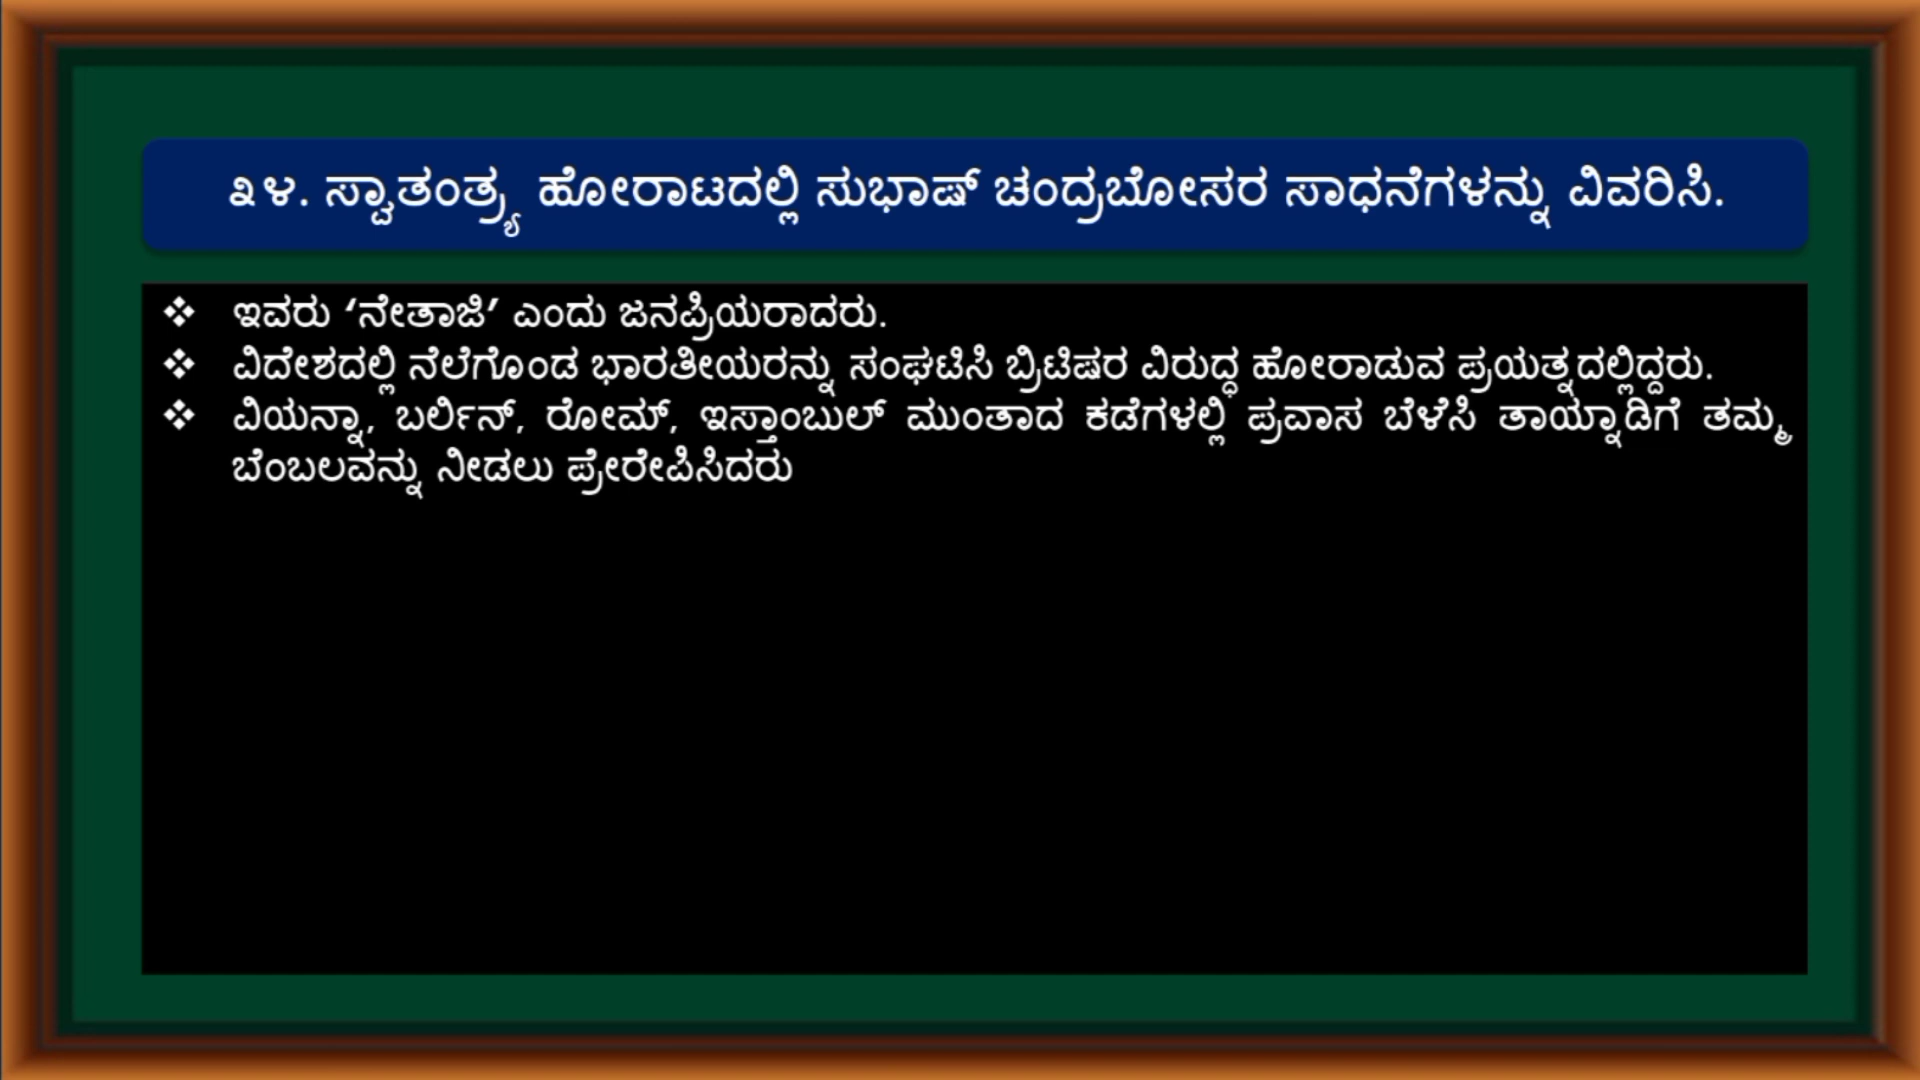 ೩೪. ಸ್ವಾತಂತ್ರ್ಯ ಹೋರಾಟದಲ್ಲಿ ಸುಭಾಷ್ ಚಂದ್ರಬೋಸರ ಸಾಧನೆಗಳನ್ನು ವಿವರಿಸಿ.
❖ ಇವರು ‘ನೇತಾಜಿ’ ಎಂದು ಜನಪ್ರಿಯರಾದರು.
❖ ವಿದೇಶದಲ್ಲಿ ನೆಲೆಗೊಂಡ ಭಾರತೀಯರನ್ನು ಸಂಘಟಿಸಿ ಬ್ರಿಟಿಷರ ವಿರುದ್ಧ ಹೋರಾಡುವ ಪ್ರಯತ್ನದಲ್ಲಿದ್ದರು.
❖ ವಿಯನ್ನಾ, ಬರ್ಲಿನ್, ರೋಮ್, ಇಸ್ತಾಂಬುಲ್ ಮುಂತಾದ ಕಡೆಗಳಲ್ಲಿ ಪ್ರವಾಸ ಬೆಳೆಸಿ ತಾಯ್ನಾಡಿಗೆ ತಮ್ಮ
ಬೆಂಬಲವನ್ನು ನೀಡಲು ಪ್ರೇರೇಪಿಸಿದರು